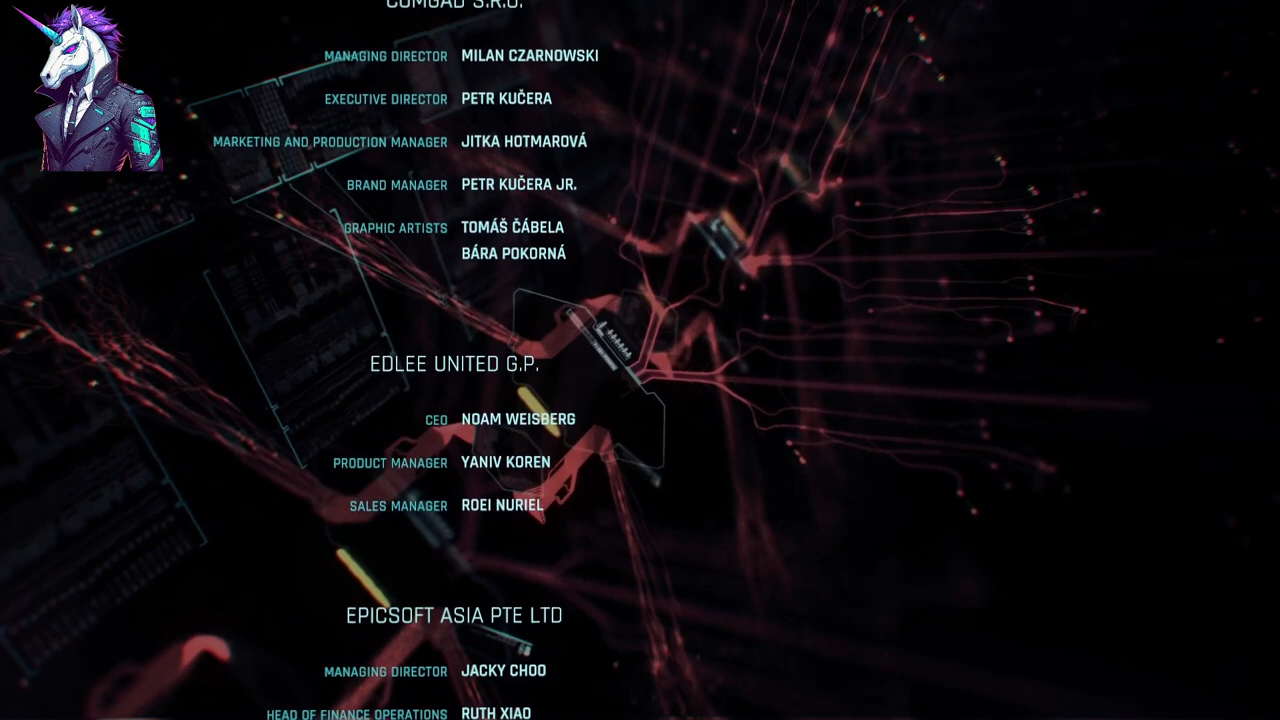 COMGAD S.R.O.
MANAGING DIRECTOR MILAN CZARNOWSKI
EXECUTIVE DIRECTOR PETR KUČERA
MARKETING AND PRODUCTION MANAGER JITKA HOTMAROVÁ
BRAND MANAGER PETR KUČERA JR.
GRAPHIC ARTISTS TOMÁŠ ČÁBELA
BÁRA POKORNÁ
EDLEE UNITED G.P.
CEO NOAM WEISBERG
PRODUCT MANAGER YANIV KOREN
SALES MANAGER ROEI NURIEL
EPICSOFT ASIA PTE LTD
MANAGING DIRECTOR JACKY CHOO
HEAD OF FINANCE OPERATIONS RUTH XIAO